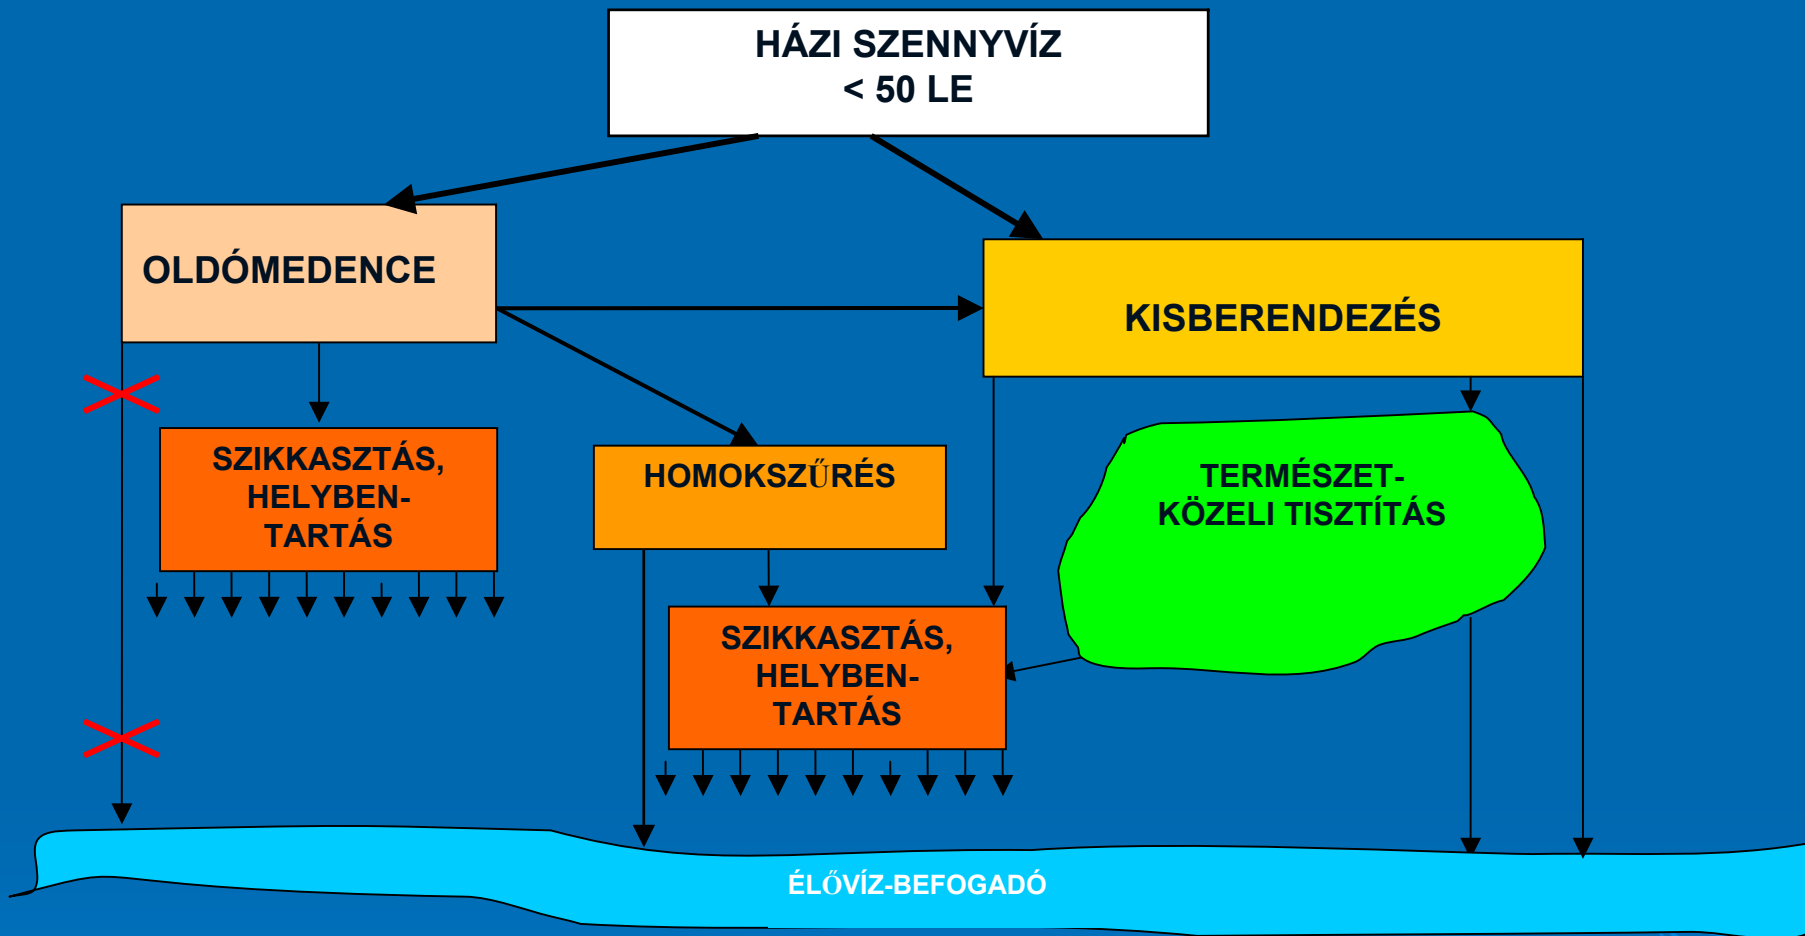 HÁZI SZENNYVÍZ
< 50 LE
OLDÓMEDENCE
KISBERENDEZÉS
SZIKKASZTÁS,
HELYBEN-
TARTÁS
HOMOKSZŰRÉS
TERMÉSZET-
KÖZELI TISZTÍTÁS
SZIKKASZTÁS,
HELYBEN-
TARTÁS
ÉLŐVÍZ-BEFOGADÓ